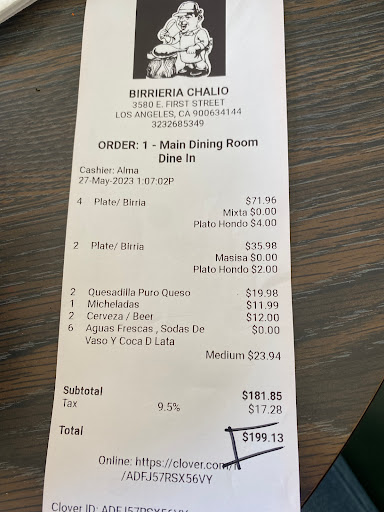 BIRRIERIA CHALIO
3580 E. FIRST STREET
LOS ANGELES, CA 900634144
3232685349
ORDER: 1 - Main Dining Room
Dine In
Cashier: Alma
27-May-2023 1:07:02P
4 Plate/ Birria $71.96
Mixta $0.00
Plato Hondo $4.00
2 Plate/ Birria $35.98
Masisa $0.00
Plato Hondo $2.00
2 Quesadilla Puro Queso $19.98
1 Micheladas $11.99
2 Cerveza / Beer $12.00
6 Aguas Frescas , Sodas De $0.00
Vaso Y Coca D Lata
Medium $23.94
Subtotal $181.85
Tax 9.5% $17.28
Total $199.13
Online: https://clover.com/
/ADFJ57RSX56VY
Clover ID: ADFJ57RSX56VY